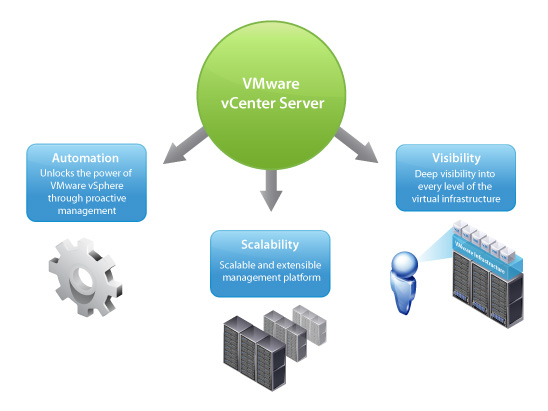 VMware
vCenter Server
Automation
Unlocks the power of
VMware vSphere
through proactive
management
Scalability
Scalable and extensible
management platform
Visibility
Deep visibility into
every level of the
virtual infrastructure
VMware Infrastructure